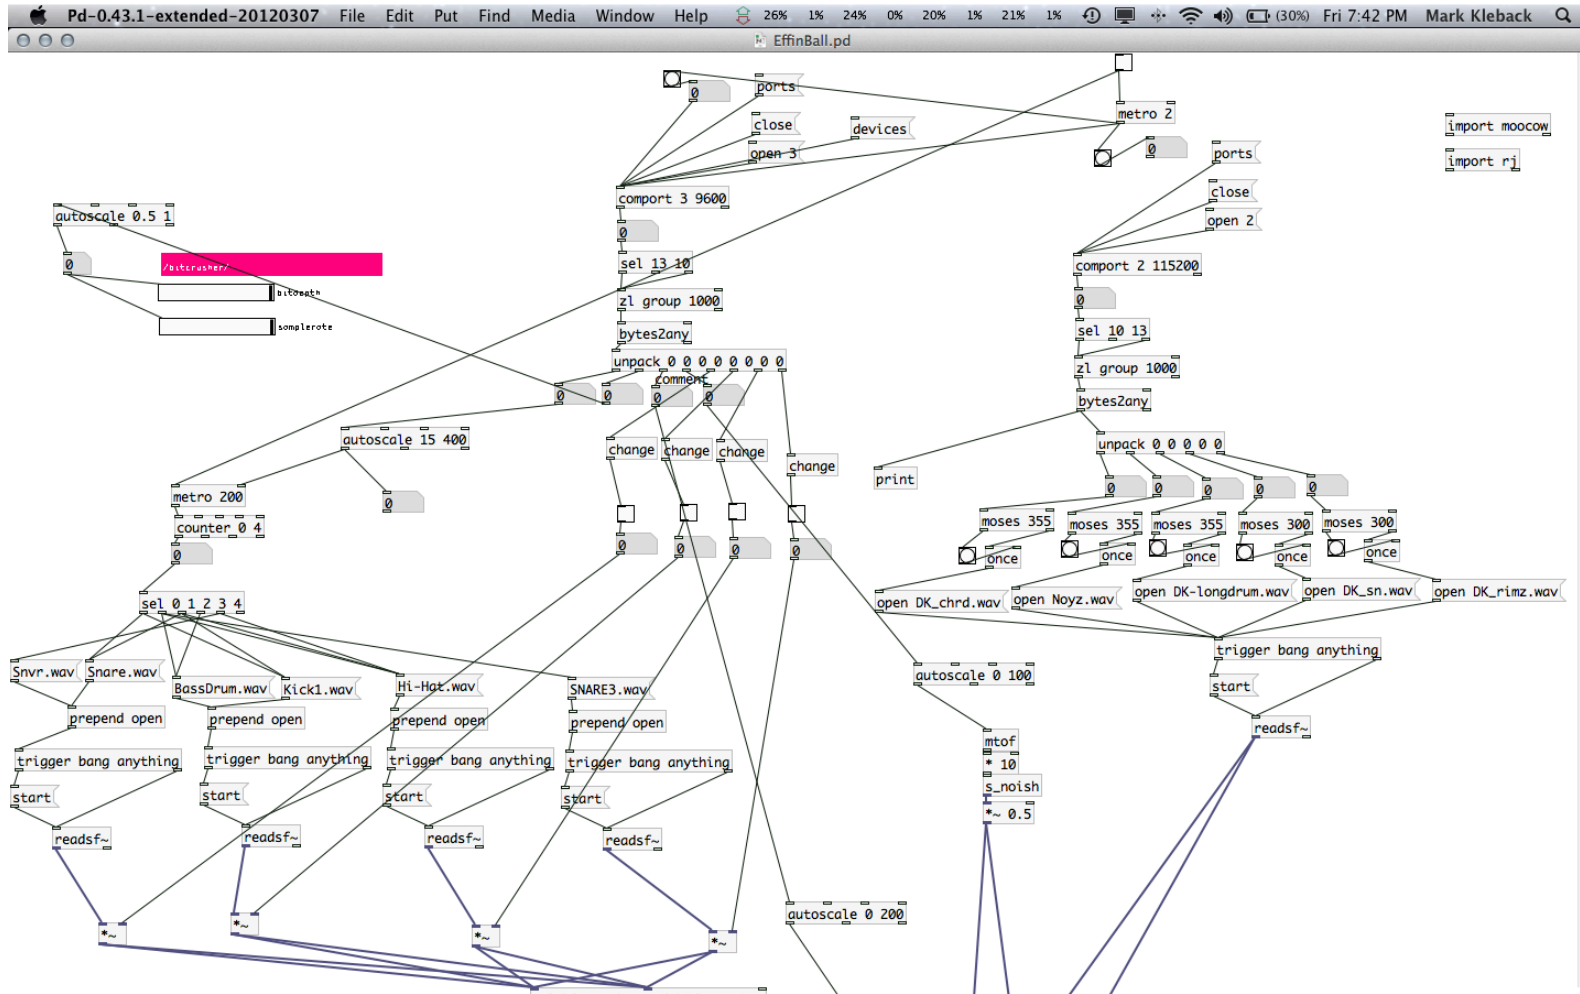 Pd-0.43.1-extended-20120307 File Edit Put Find Media Window Help 26% 1% 24% 0% 20% 1% 21% 1% (30%) Fri 7:42 PM Mark Kleback
EffinBall.pd
0
ports
close
devices
open 3
metro 2
0
ports
import moocow
import rj
close
open 2
comport 3 9600
0
autoscale 0.5 1
0
/bitcrusher/
bitdepth
samplerate
sel 13 10
zl group 1000
bytes2any
unpack 0 0 0 0 0 0 0 0
comment
0
0
0
0
comport 2 115200
0
sel 10 13
zl group 1000
bytes2any
unpack 0 0 0 0 0
print
0
0
0
0
0
autoscale 15 400
0
change
change
change
change
0
0
0
0
metro 200
counter 0 4
0
sel 0 1 2 3 4
moses 355
moses 355
moses 355
moses 300
moses 300
once
once
once
once
once
open DK_chrd.wav
open Noyz.wav
open DK-longdrum.wav
open DK_sn.wav
open DK_rimz.wav
trigger bang anything
start
readsf~
Snvr.wav
Snare.wav
BassDrum.wav
Kick1.wav
Hi-Hat.wav
SNARE3.wav
prepend open
prepend open
prepend open
prepend open
trigger bang anything
trigger bang anything
trigger bang anything
trigger bang anything
start
start
start
start
readsf~
readsf~
readsf~
readsf~
*~
*~
*~
*~
autoscale 0 100
mtof
* 10
s_noish
*~ 0.5
autoscale 0 200